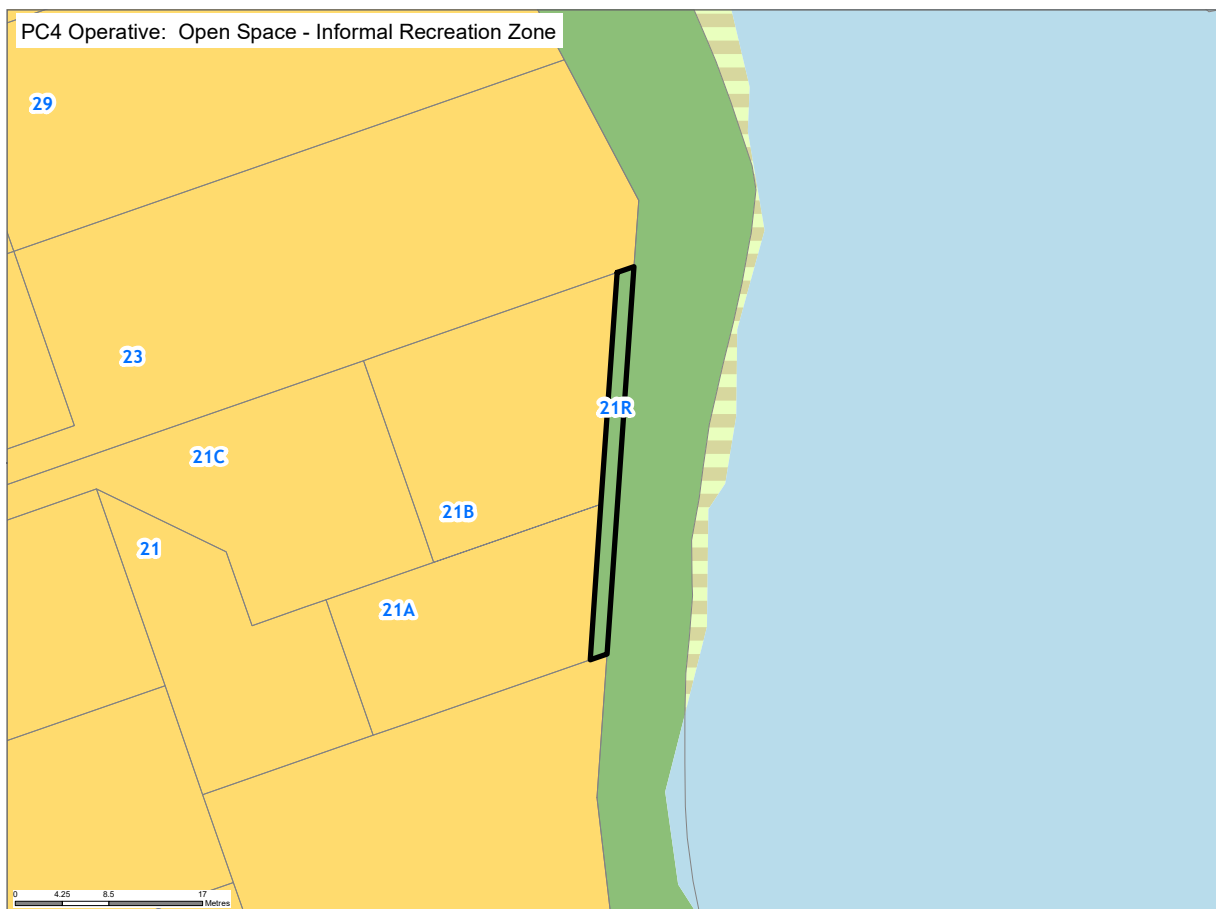 PC4 Operative: Open Space - Informal Recreation Zone
29
23
21R
21C
21B
21
21A
0 4.25 8.5 17
Metres